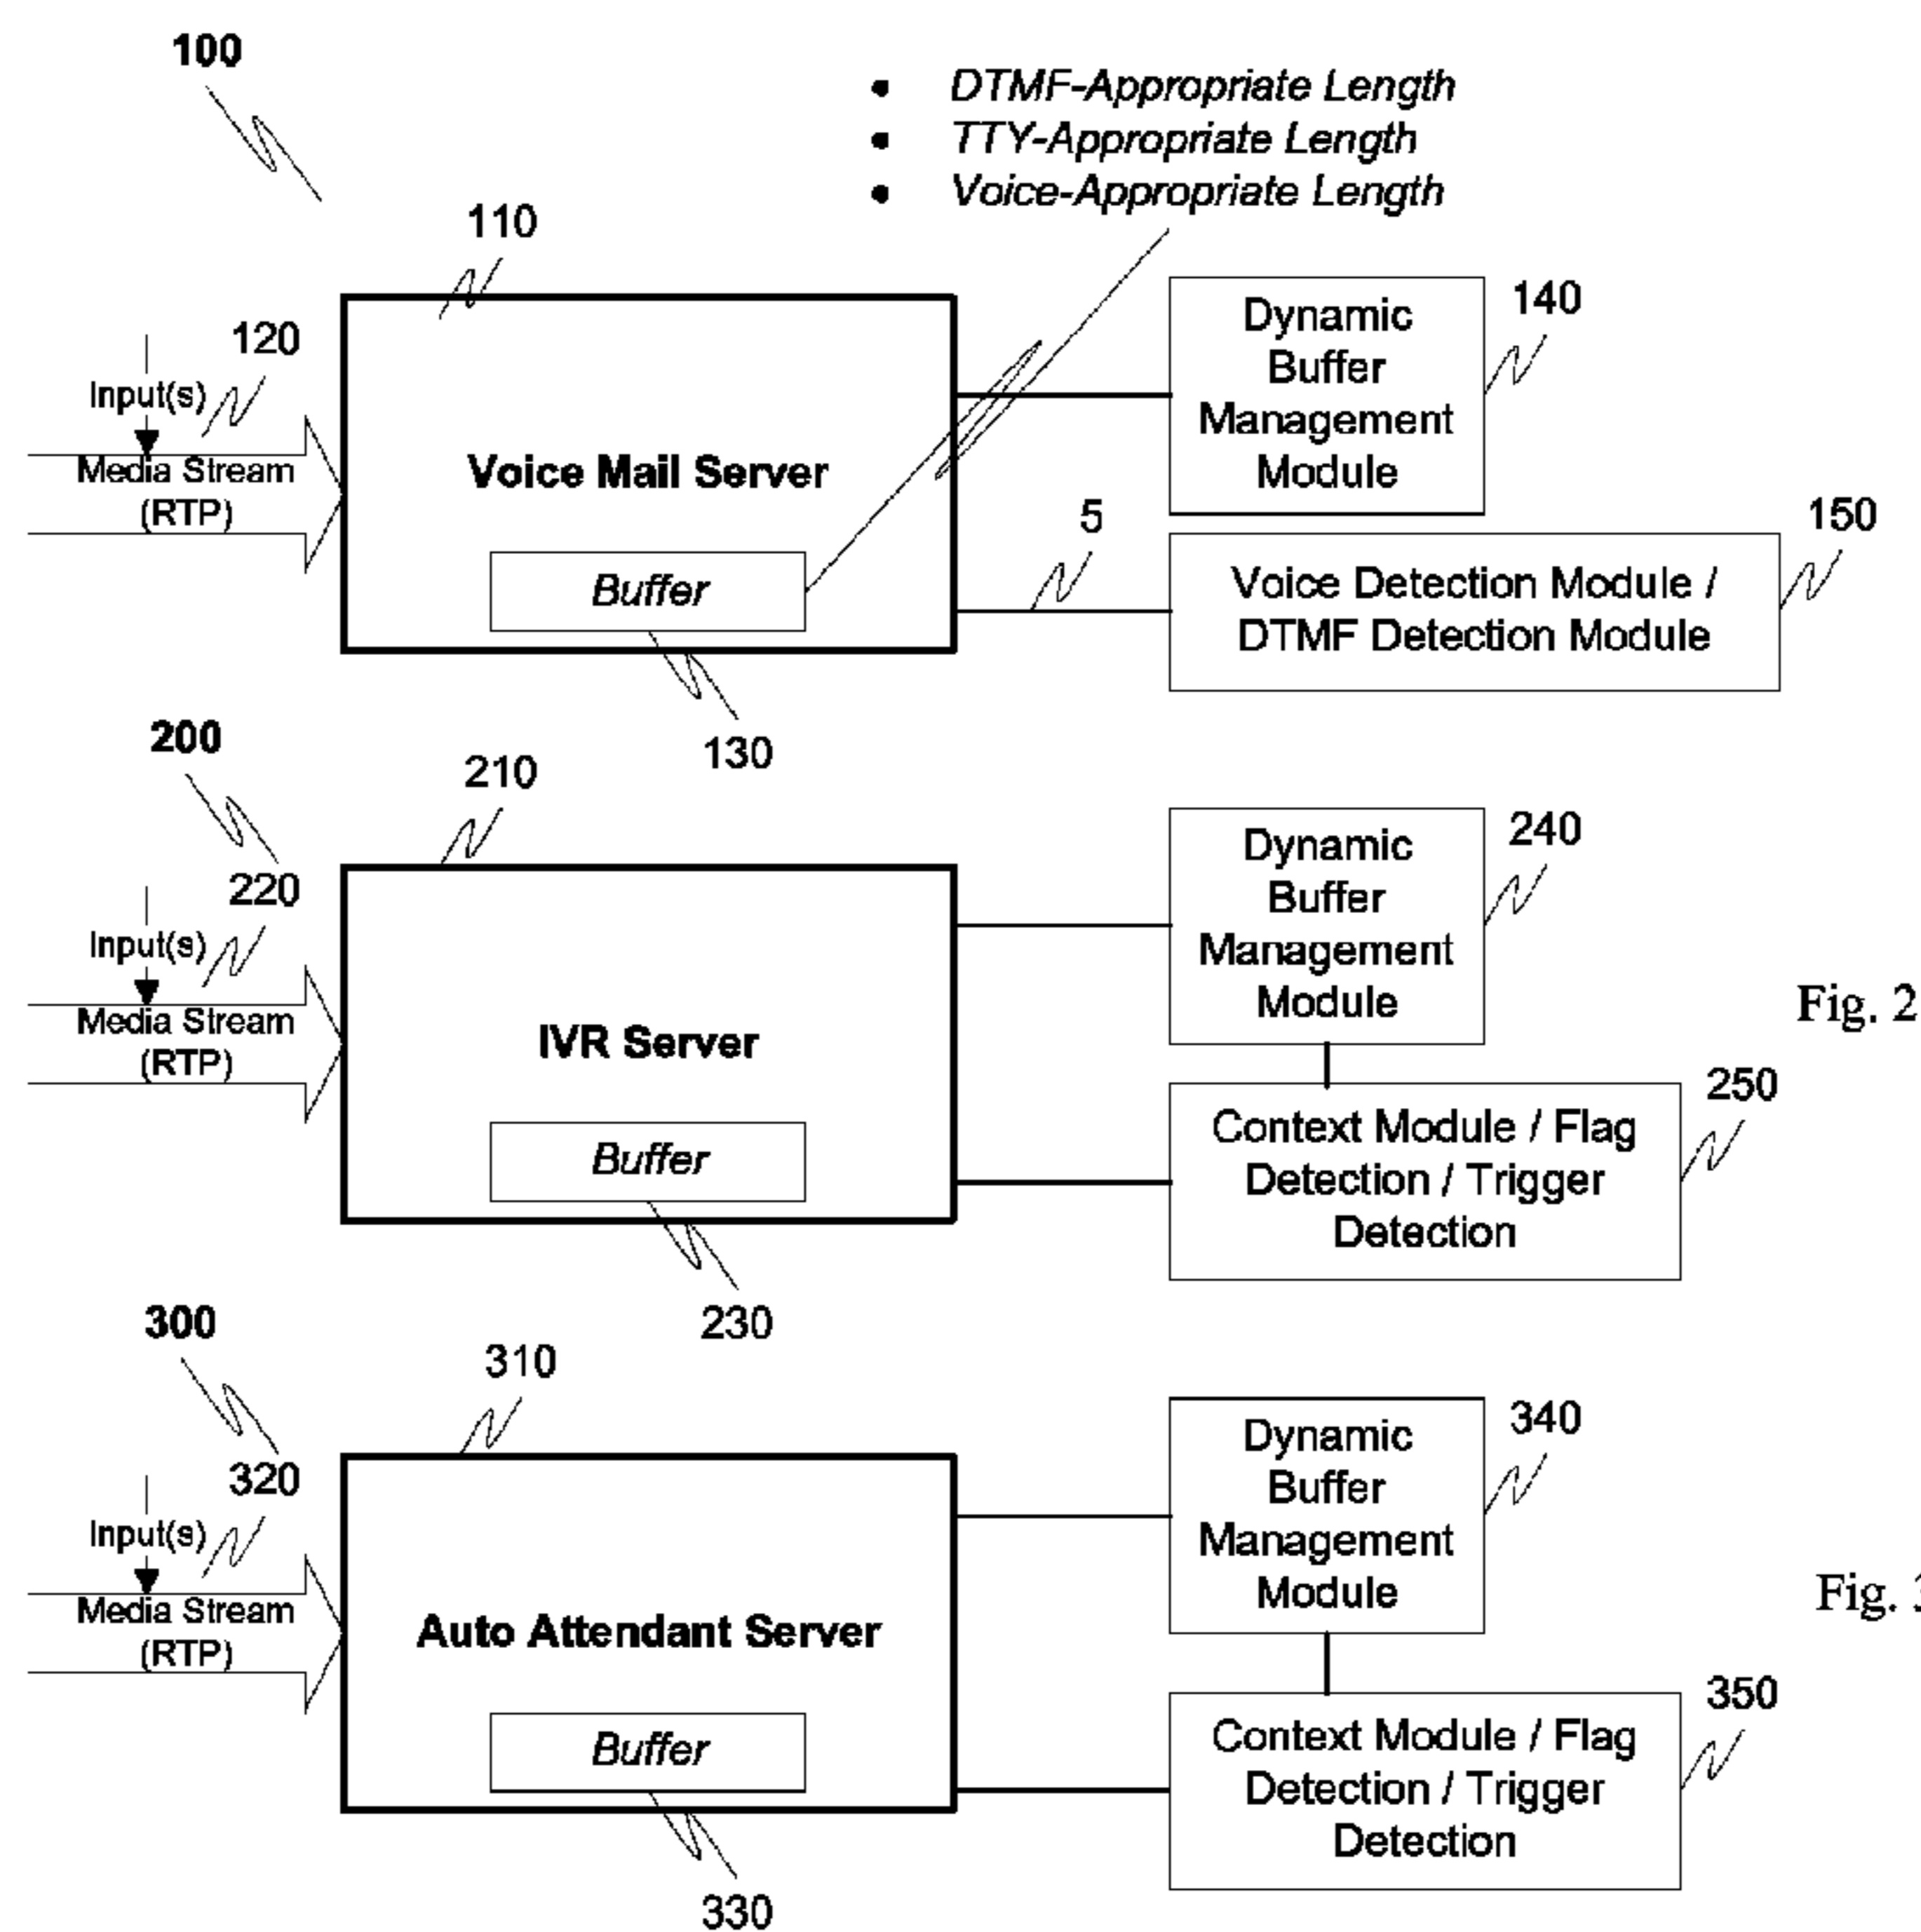 100
• DTMF-Appropriate Length
• TTY-Appropriate Length
• Voice-Appropriate Length
110
120
Input(s)
Media Stream
(RTP)
Voice Mail Server
Buffer
130
Dynamic
Buffer
Management
Module
140
5
150
Voice Detection Module /
DTMF Detection Module
200
210
220
Input(s)
Media Stream
(RTP)
IVR Server
Buffer
230
Dynamic
Buffer
Management
Module
240
Fig. 2
250
Context Module / Flag
Detection / Trigger
Detection
300
310
320
Input(s)
Media Stream
(RTP)
Auto Attendant Server
Buffer
330
Dynamic
Buffer
Management
Module
340
Fig.
350
Context Module / Flag
Detection / Trigger
Detection